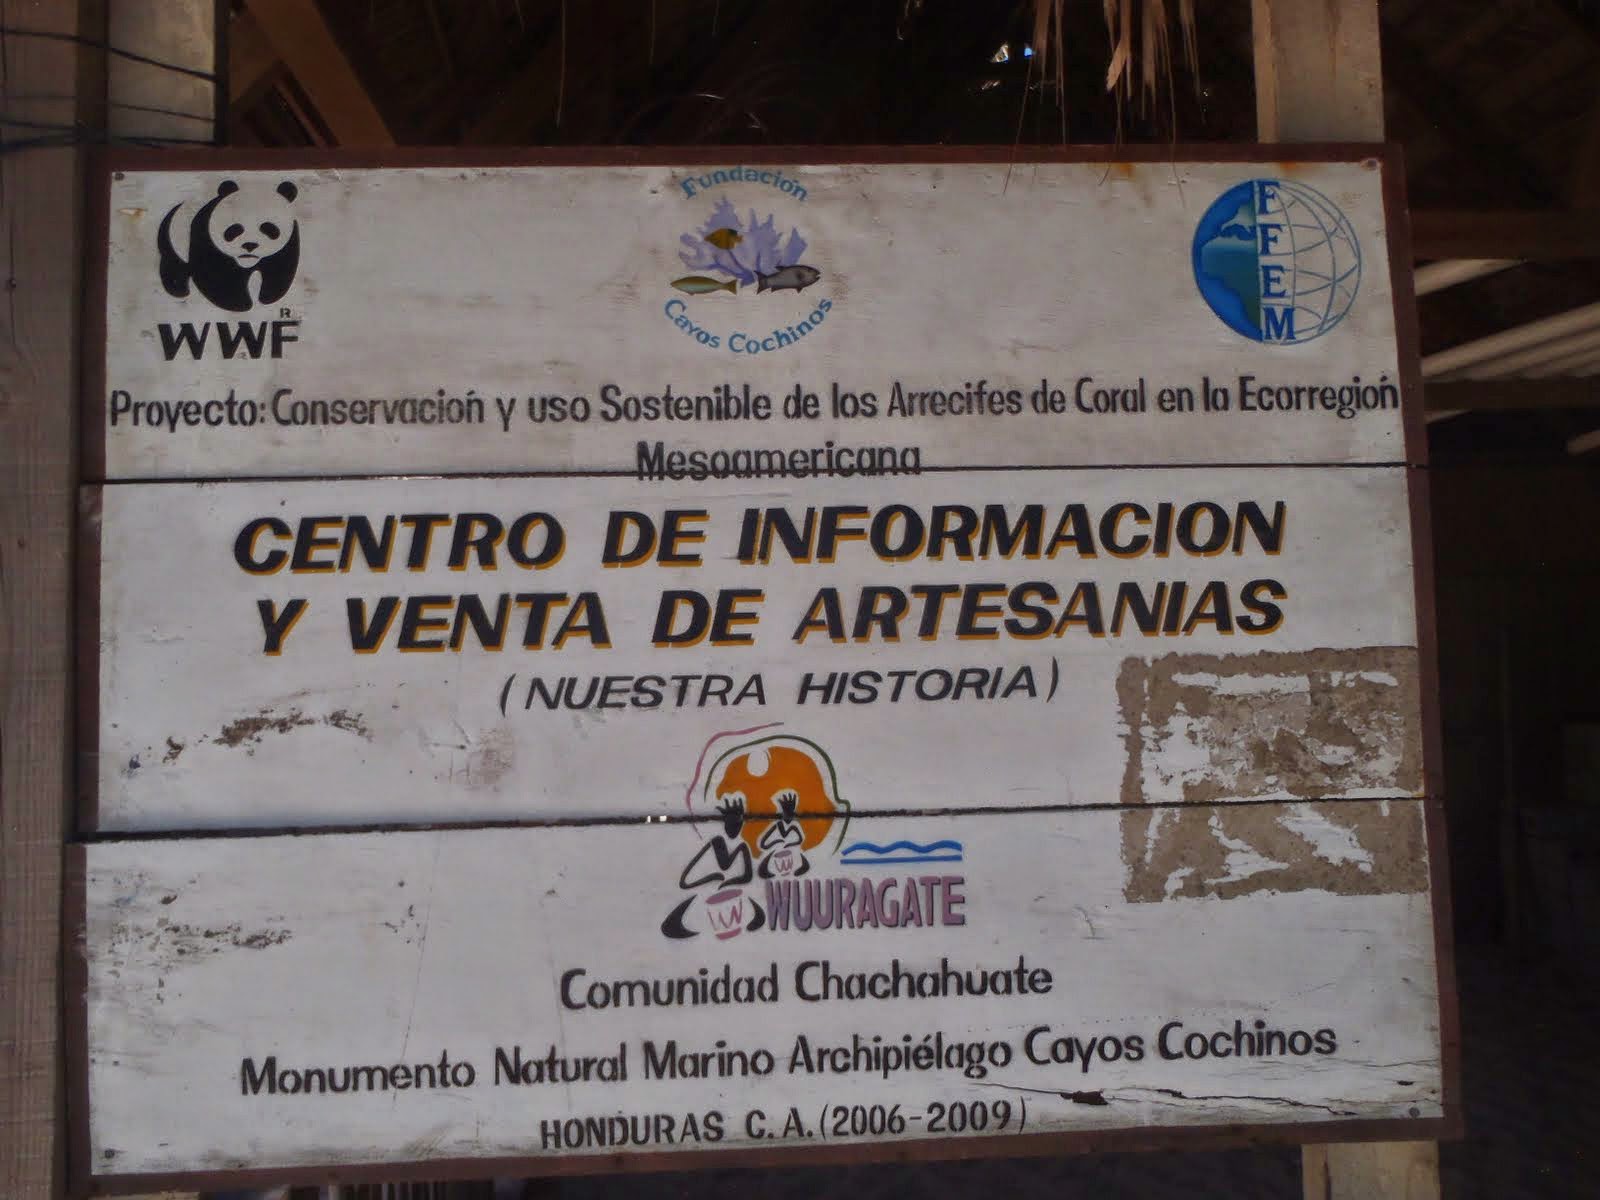 WWF
R
Fundación
Cayos Cochinos
FFEM
Proyecto: Conservación y uso Sostenible de los Arrecifes de Coral en la Ecorregión
Mesoamericana
CENTRO DE INFORMACION
Y VENTA DE ARTESANIAS
(NUESTRA HISTORIA)
WUURAGATE
Comunidad Chachahuate
Monumento Natural Marino Archipiélago Cayos Cochinos
HONDURAS C.A. (2006-2009)